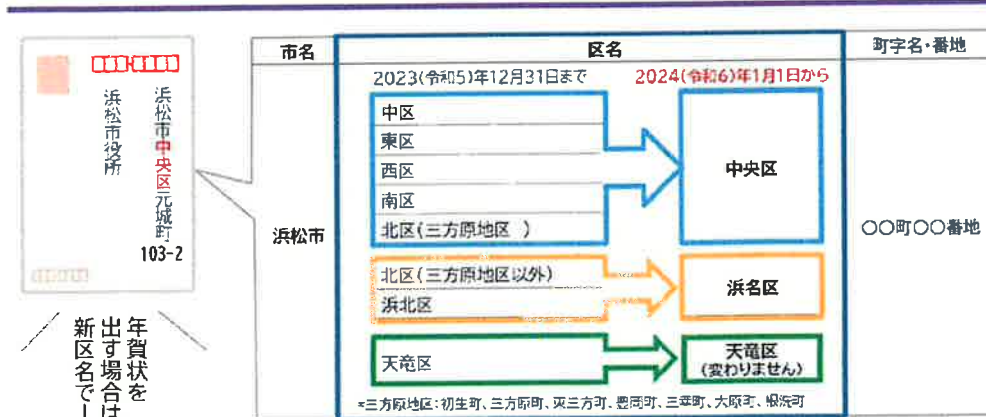 浜松市中央区元城町
103-2
浜松市役所
年賀状を
出す場合は
新区名で
市名
区名
町字名・番地
2023(令和5)年12月31日まで
2024(令和6)年1月1日から
中区
東区
西区
南区
北区(三方原地区 )
中央区
浜松市
〇〇町〇〇番地
北区(三方原地区以外)
浜北区
浜名区
天竜区
天竜区
(変わりません)
*三方原地区:初生町、三方原町、東三方町、豊岡町、三幸町、大原町、根洗町